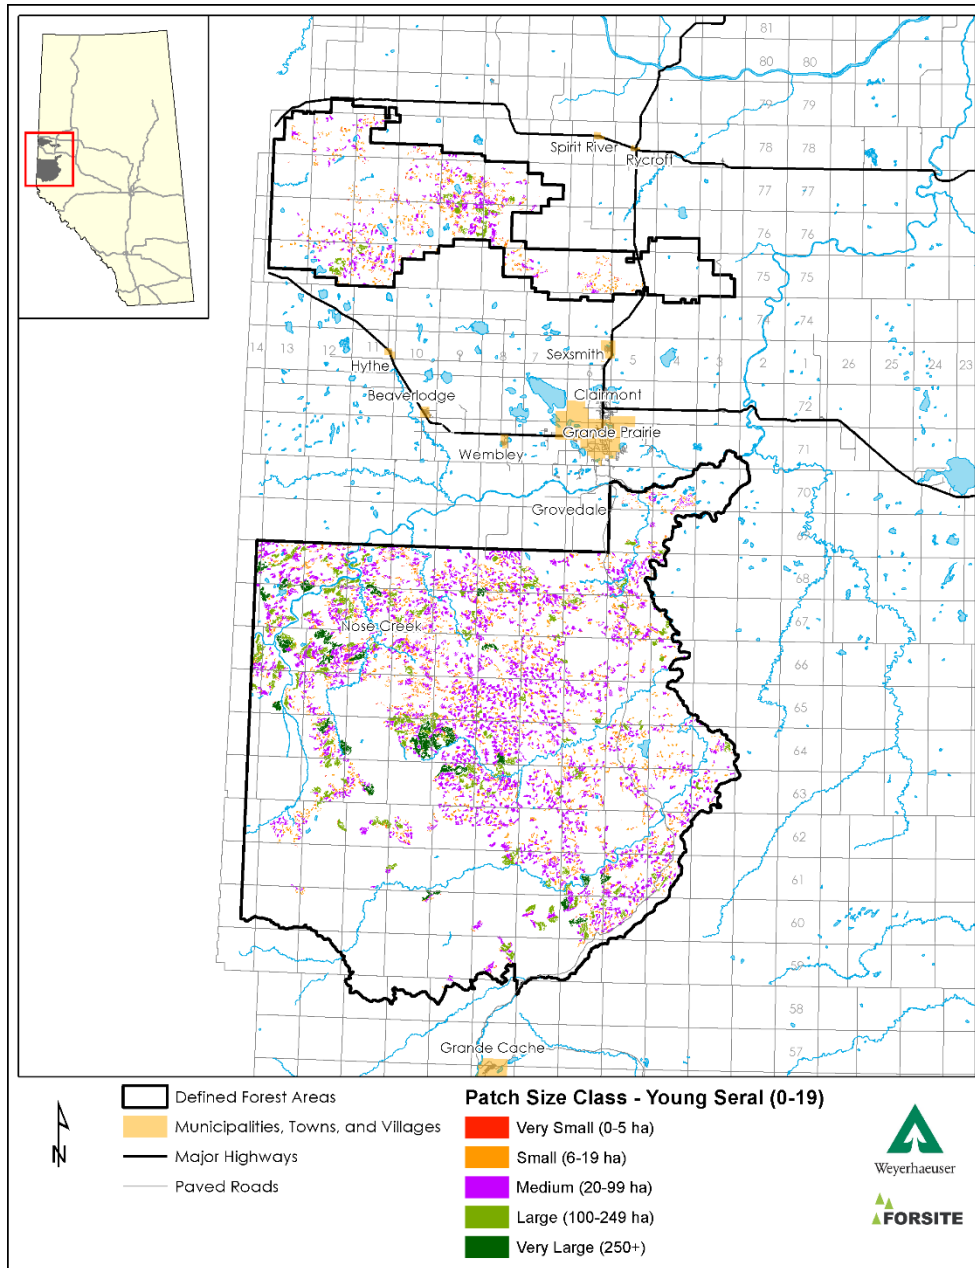 81
80 80
79 79
78 78
77 77
76 76
75 75
74 74
Spirit River
Rycroft
14 13 12 11 10 9 8 7 6 5 4 3 2 1 26 25 24 23
Hythe
Sexsmith
Beaverlodge
Clairmont
72
Grande Prairie
Wembley
71
70
Grovedale
69
68
67
Nose Creek
66
65
64
63
62
61
60
59
58
57
Grande Cache
N
Defined Forest Areas
Municipalities, Towns, and Villages
Major Highways
Paved Roads
Patch Size Class - Young Seral (0-19)
Very Small (0-5 ha)
Small (6-19 ha)
Medium (20-99 ha)
Large (100-249 ha)
Very Large (250+)
Weyerhaeuser
FORSITE